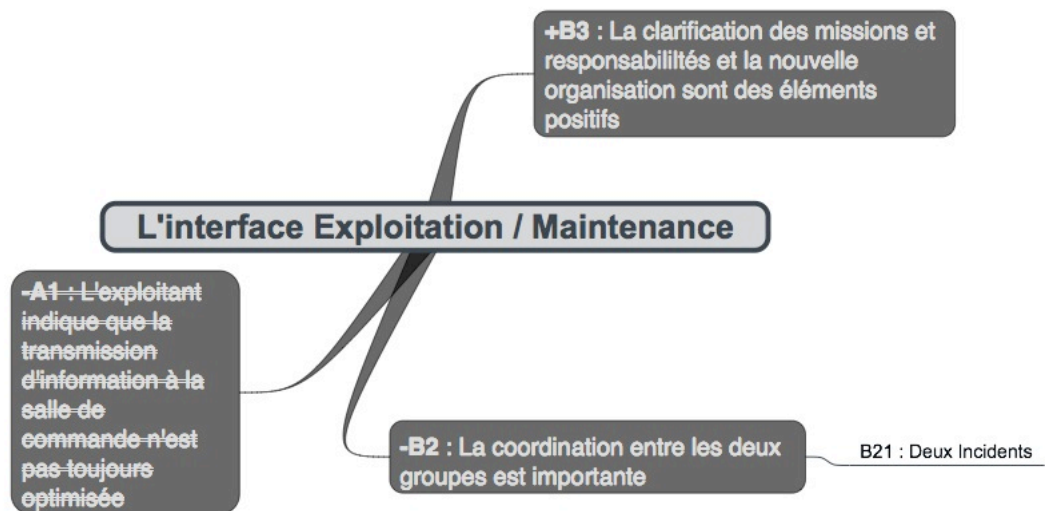 +B3 : La clarification des missions et
responsabililtés et la nouvelle
organisation sont des éléments
positifs
L'interface Exploitation / Maintenance
-A1 : L'exploitant
indique que la
transmission
d'information à la
salle de
commande n'est
pas toujours
optimisée
-B2 : La coordination entre les deux
groupes est importante
B21 : Deux Incidents